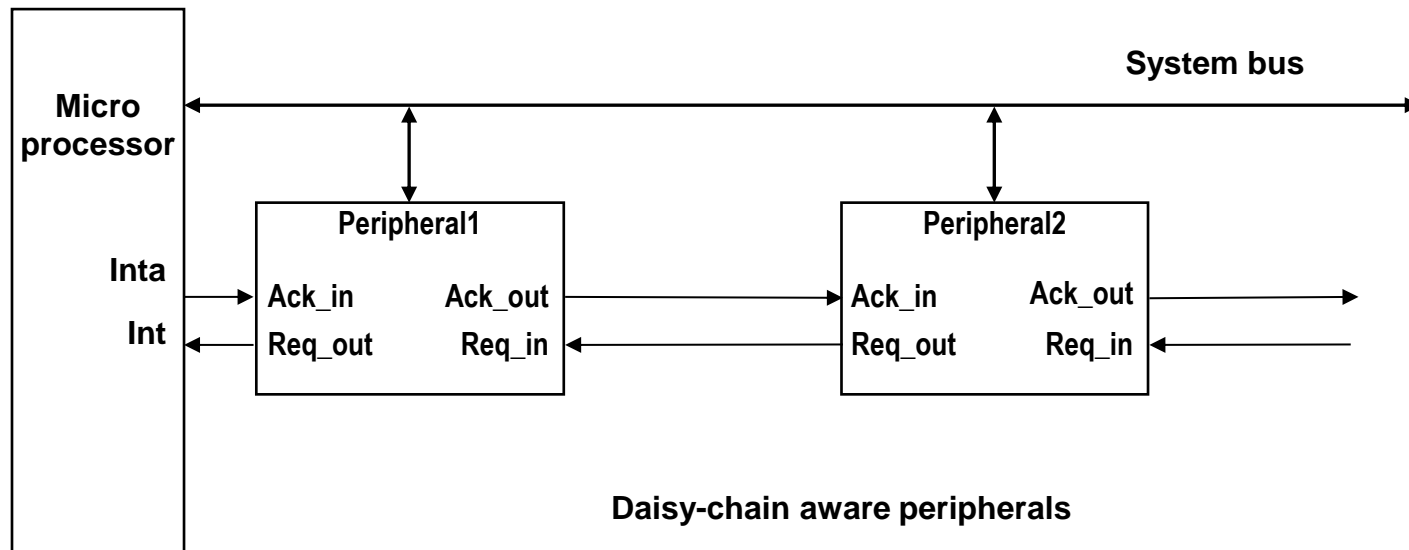 System bus
Micro
processor
Peripheral1
Peripheral2
Inta
Ack_in
Ack_out
Ack_in
Ack_out
Int
Req_out
Req_in
Req_out
Req_in
Daisy-chain aware peripherals